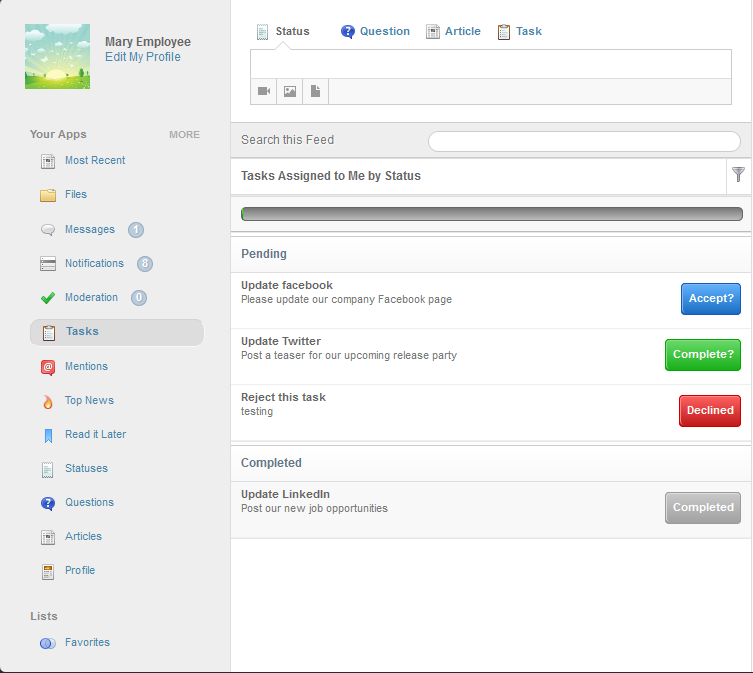 Mary Employee
Edit My Profile
Your Apps MORE
Most Recent
Files
Messages 1
Notifications 8
Moderation 0
Tasks
Mentions
Top News
Read it Later
Statuses
Questions
Articles
Profile
Lists
Favorites
Status Question Article Task
Search this Feed
Tasks Assigned to Me by Status
Pending
Update facebook
Please update our company Facebook page
Accept?
Update Twitter
Post a teaser for our upcoming release party
Complete?
Reject this task
testing
Declined
Completed
Update LinkedIn
Post our new job opportunities
Completed